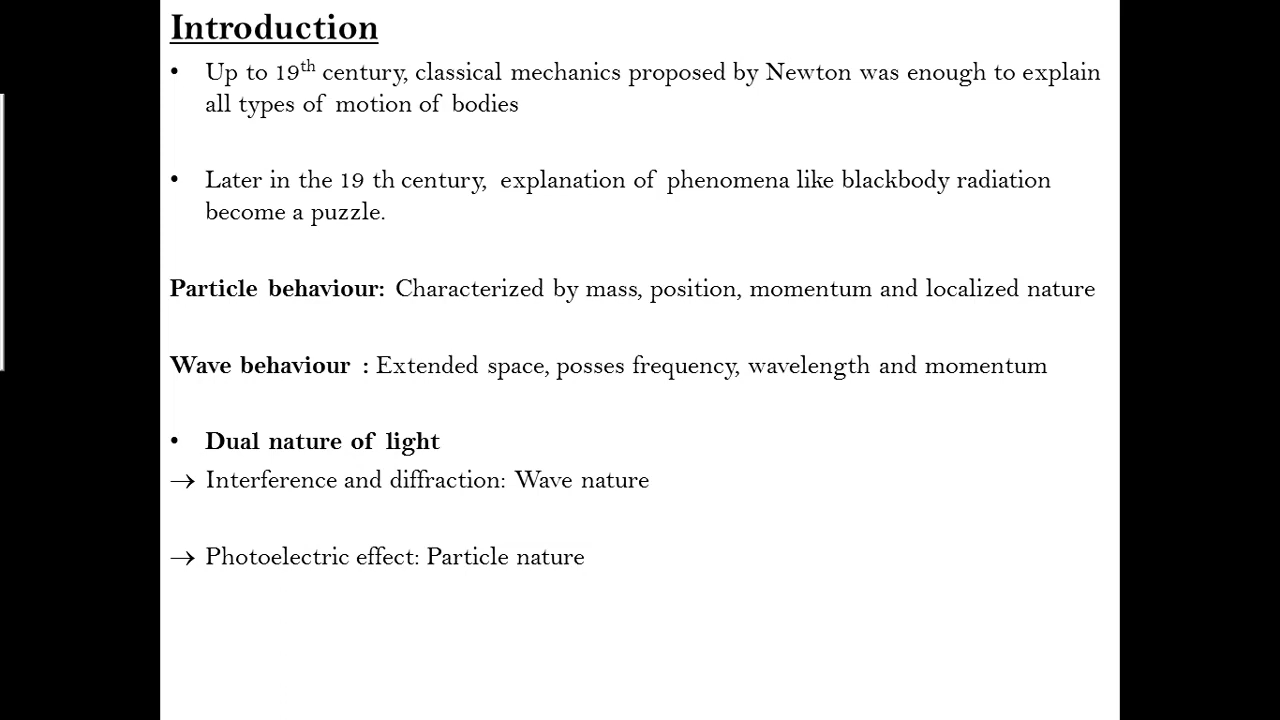 Introduction
• Up to 19th century, classical mechanics proposed by Newton was enough to explain
all types of motion of bodies
• Later in the 19 th century, explanation of phenomena like blackbody radiation
become a puzzle.
Particle behaviour: Characterized by mass, position, momentum and localized nature
Wave behaviour : Extended space, posses frequency, wavelength and momentum
• Dual nature of light
→ Interference and diffraction: Wave nature
→ Photoelectric effect: Particle nature